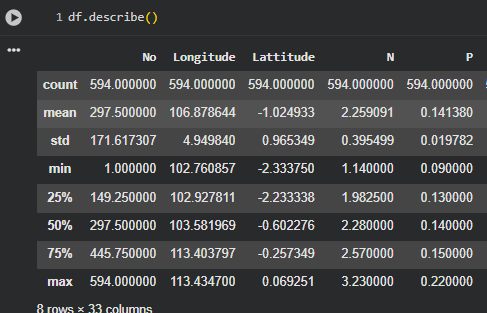 1 df.describe()
No Longitude Lattitude N P
count 594.000000 594.000000 594.000000 594.000000 594.000000
mean 297.500000 106.878644 -1.024933 2.259091 0.141380
std 171.617307 4.949840 0.965349 0.395499 0.019782
min 1.000000 102.760857 -2.333750 1.140000 0.090000
25% 149.250000 102.927811 -2.233338 1.982500 0.130000
50% 297.500000 103.581969 -0.602276 2.280000 0.140000
75% 445.750000 113.403797 -0.257349 2.570000 0.150000
max 594.000000 113.434700 0.069251 3.230000 0.220000
8 rows × 33 columns